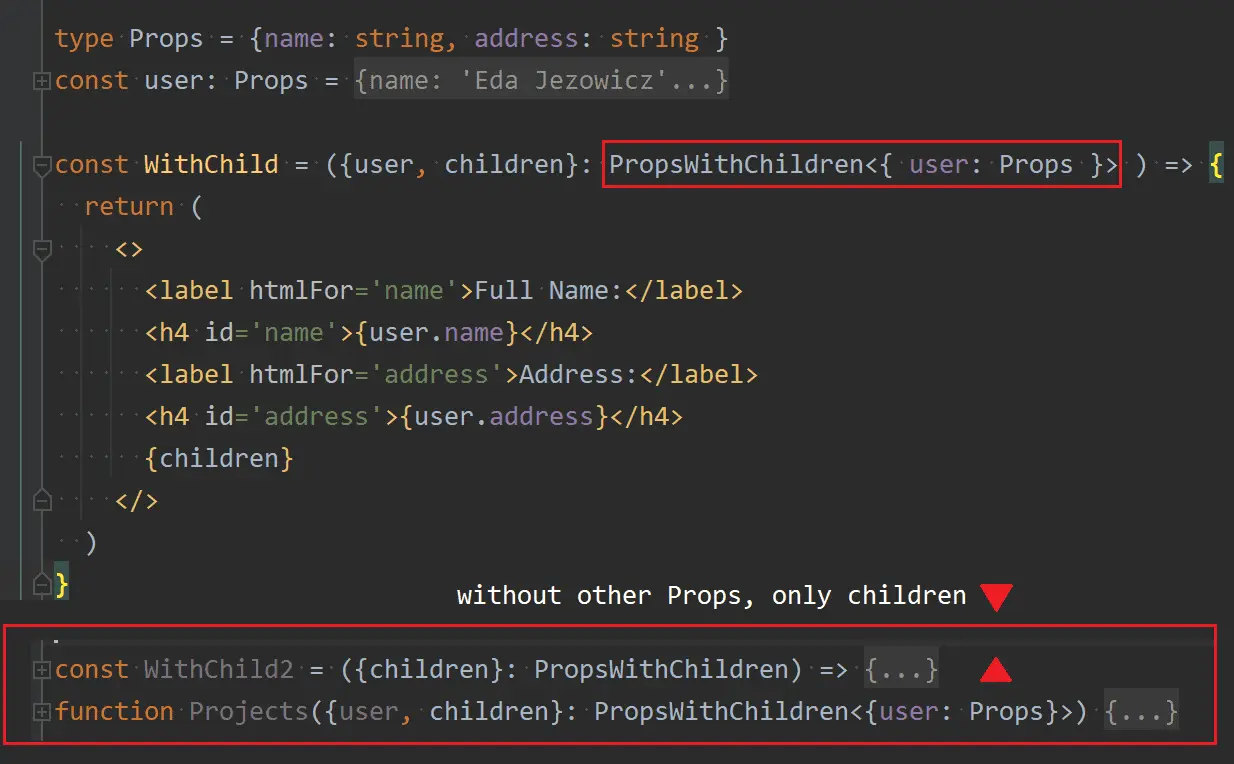 type Props = {name: string, address: string }
const user: Props = {name: 'Eda Jezowicz'...}
const WithChild = ({user, children}: PropsWithChildren<{ user: Props }> ) => {
return (
<>
<label htmlFor='name'>Full Name:</label>
<h4 id='name'>{user.name}</h4>
<label htmlFor='address'>Address:</label>
<h4 id='address'>{user.address}</h4>
{children}
</>
)
}
without other Props, only children
const WithChild2 = ({children}: PropsWithChildren) => {...}
function Projects({user, children}: PropsWithChildren<{user: Props}>) {...}